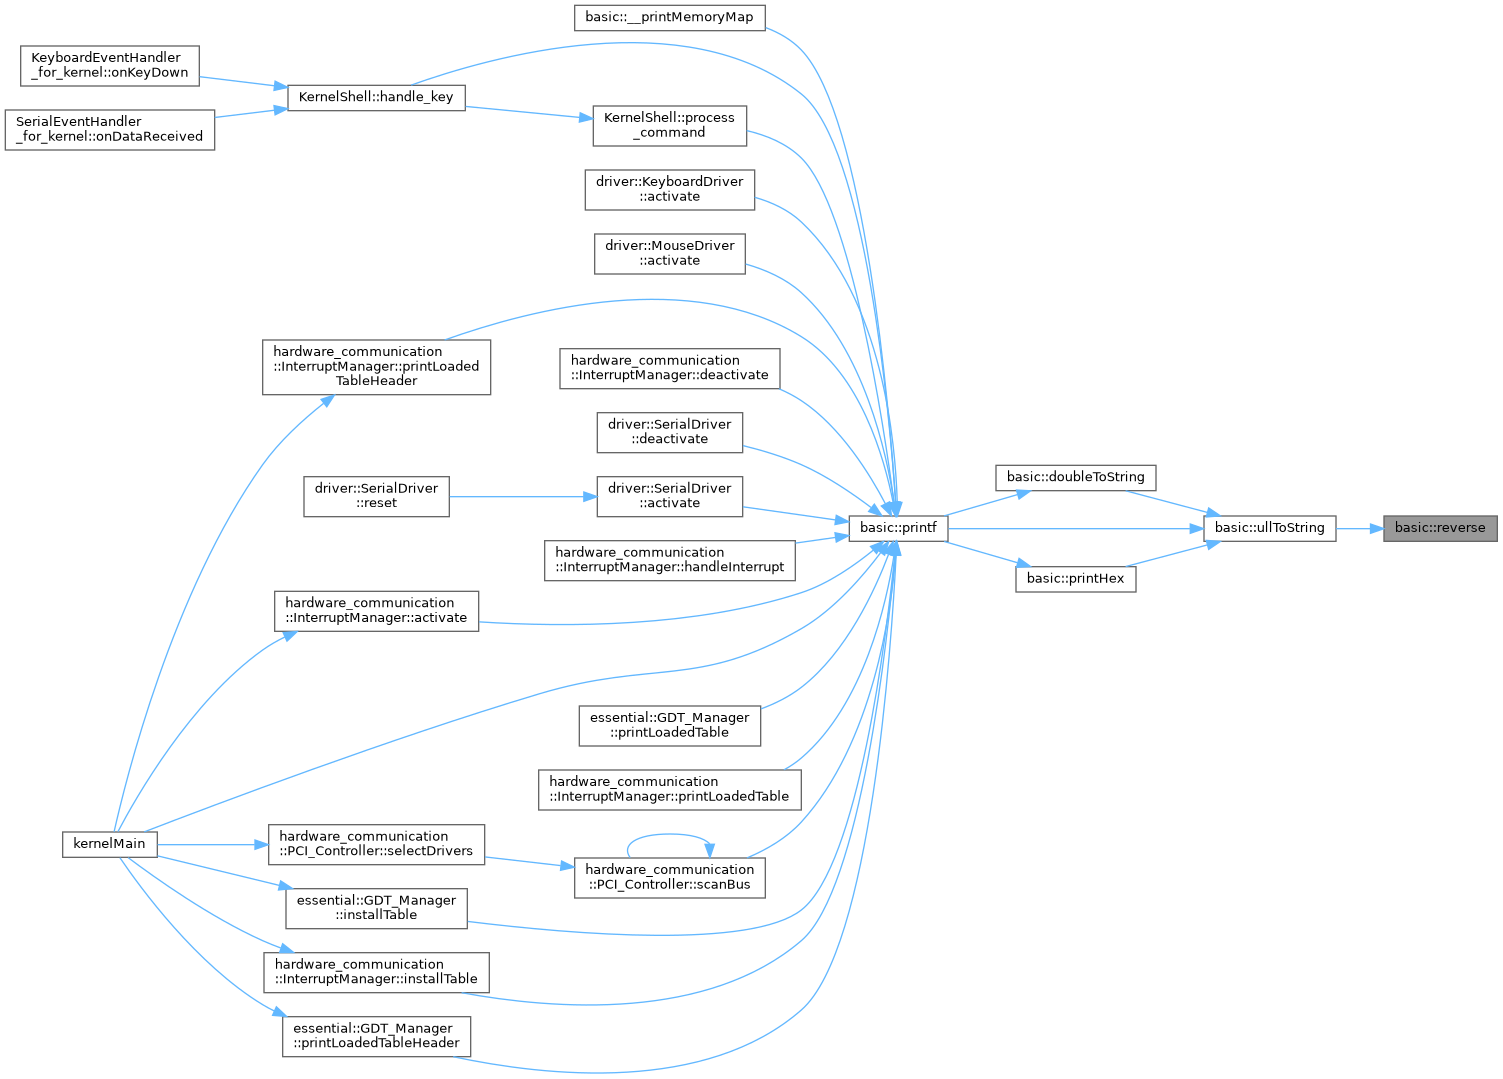 basic::__printMemoryMap
KeyboardEventHandler
_for_kernel::onKeyDown
KernelShell::handle_key
SerialEventHandler
_for_kernel::onDataReceived
KernelShell::process
_command
driver::KeyboardDriver
::activate
driver::MouseDriver
::activate
hardware_communication
::InterruptManager::printLoaded
TableHeader
hardware_communication
::InterruptManager::deactivate
driver::SerialDriver
::deactivate
driver::SerialDriver
::reset
driver::SerialDriver
::activate
basic::doubleToString
basic::printf
basic::ullToString
basic::reverse
hardware_communication
::InterruptManager::handleInterrupt
basic::printHex
hardware_communication
::InterruptManager::activate
essential::GDT_Manager
::printLoadedTable
hardware_communication
::InterruptManager::printLoadedTable
kernelMain
hardware_communication
::PCI_Controller::selectDrivers
hardware_communication
::PCI_Controller::scanBus
essential::GDT_Manager
::installTable
hardware_communication
::InterruptManager::installTable
essential::GDT_Manager
::printLoadedTableHeader